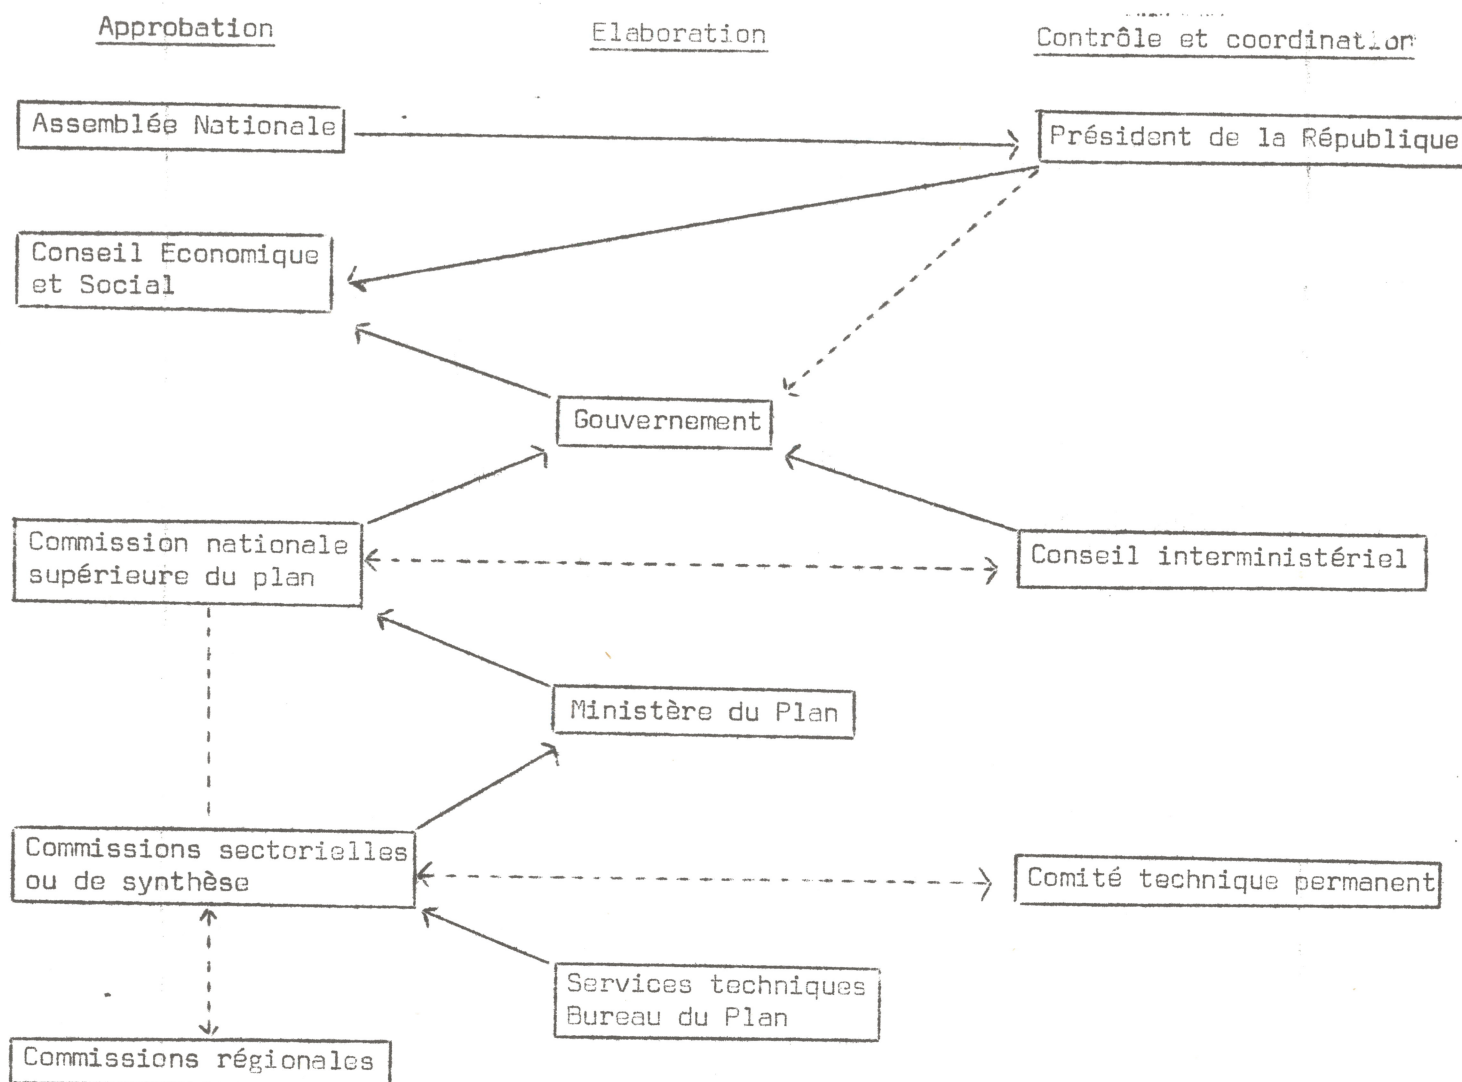 Approbation
Elaboration
Contrôle et coordination
Assemblée Nationale
Président de la République
Conseil Economique
et Social
Gouvernement
Commission nationale
supérieure du plan
Conseil interministériel
Ministère du Plan
Commissions sectorielles
ou de synthèse
Comité technique permanent
Services techniques
Bureau du Plan
Commissions régionales